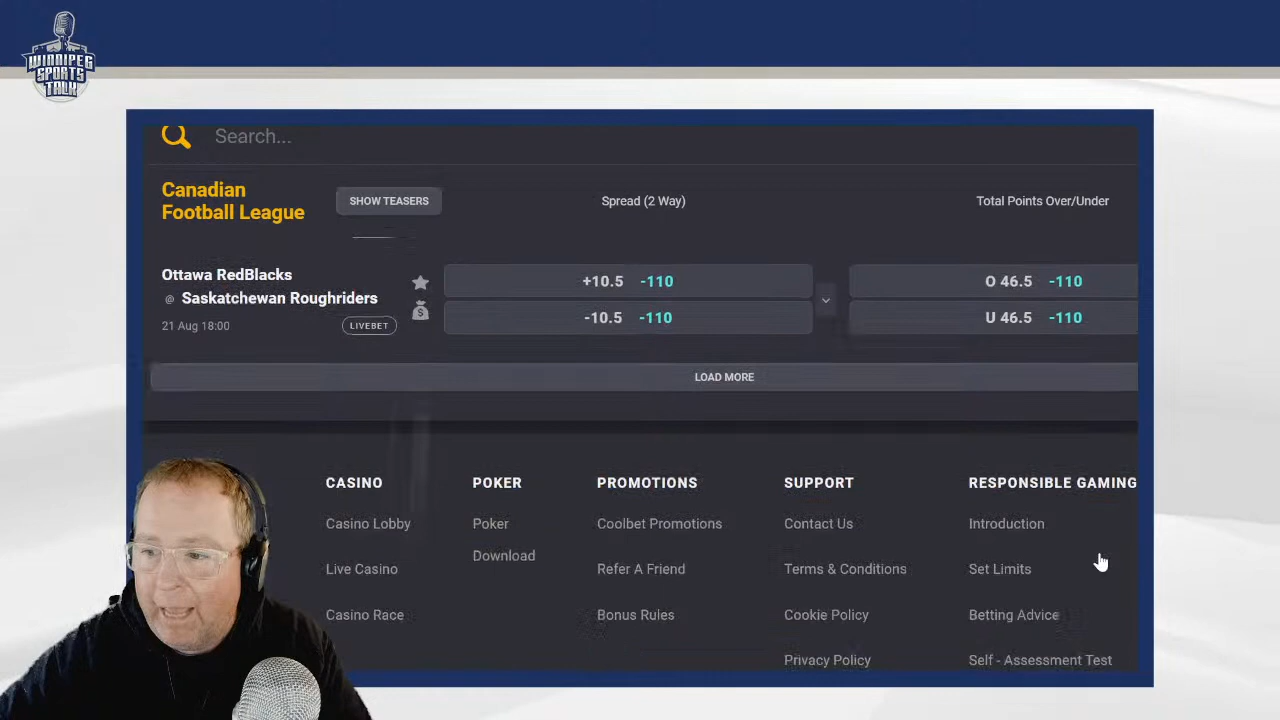 WINNIPEG
SPORTS
TALK
Search...
Canadian
Football League
SHOW TEASERS
Spread (2 Way)
Total Points Over/Under
Ottawa RedBlacks
@ Saskatchewan Roughriders
21 Aug 18:00
LIVEBET
+10.5 -110
-10.5 -110
O 46.5 -110
U 46.5 -110
LOAD MORE
CASINO
Casino Lobby
Live Casino
Casino Race
POKER
Poker
Download
PROMOTIONS
Coolbet Promotions
Refer A Friend
Bonus Rules
SUPPORT
Contact Us
Terms & Conditions
Cookie Policy
Privacy Policy
RESPONSIBLE GAMING
Introduction
Set Limits
Betting Advice
Self - Assessment Test